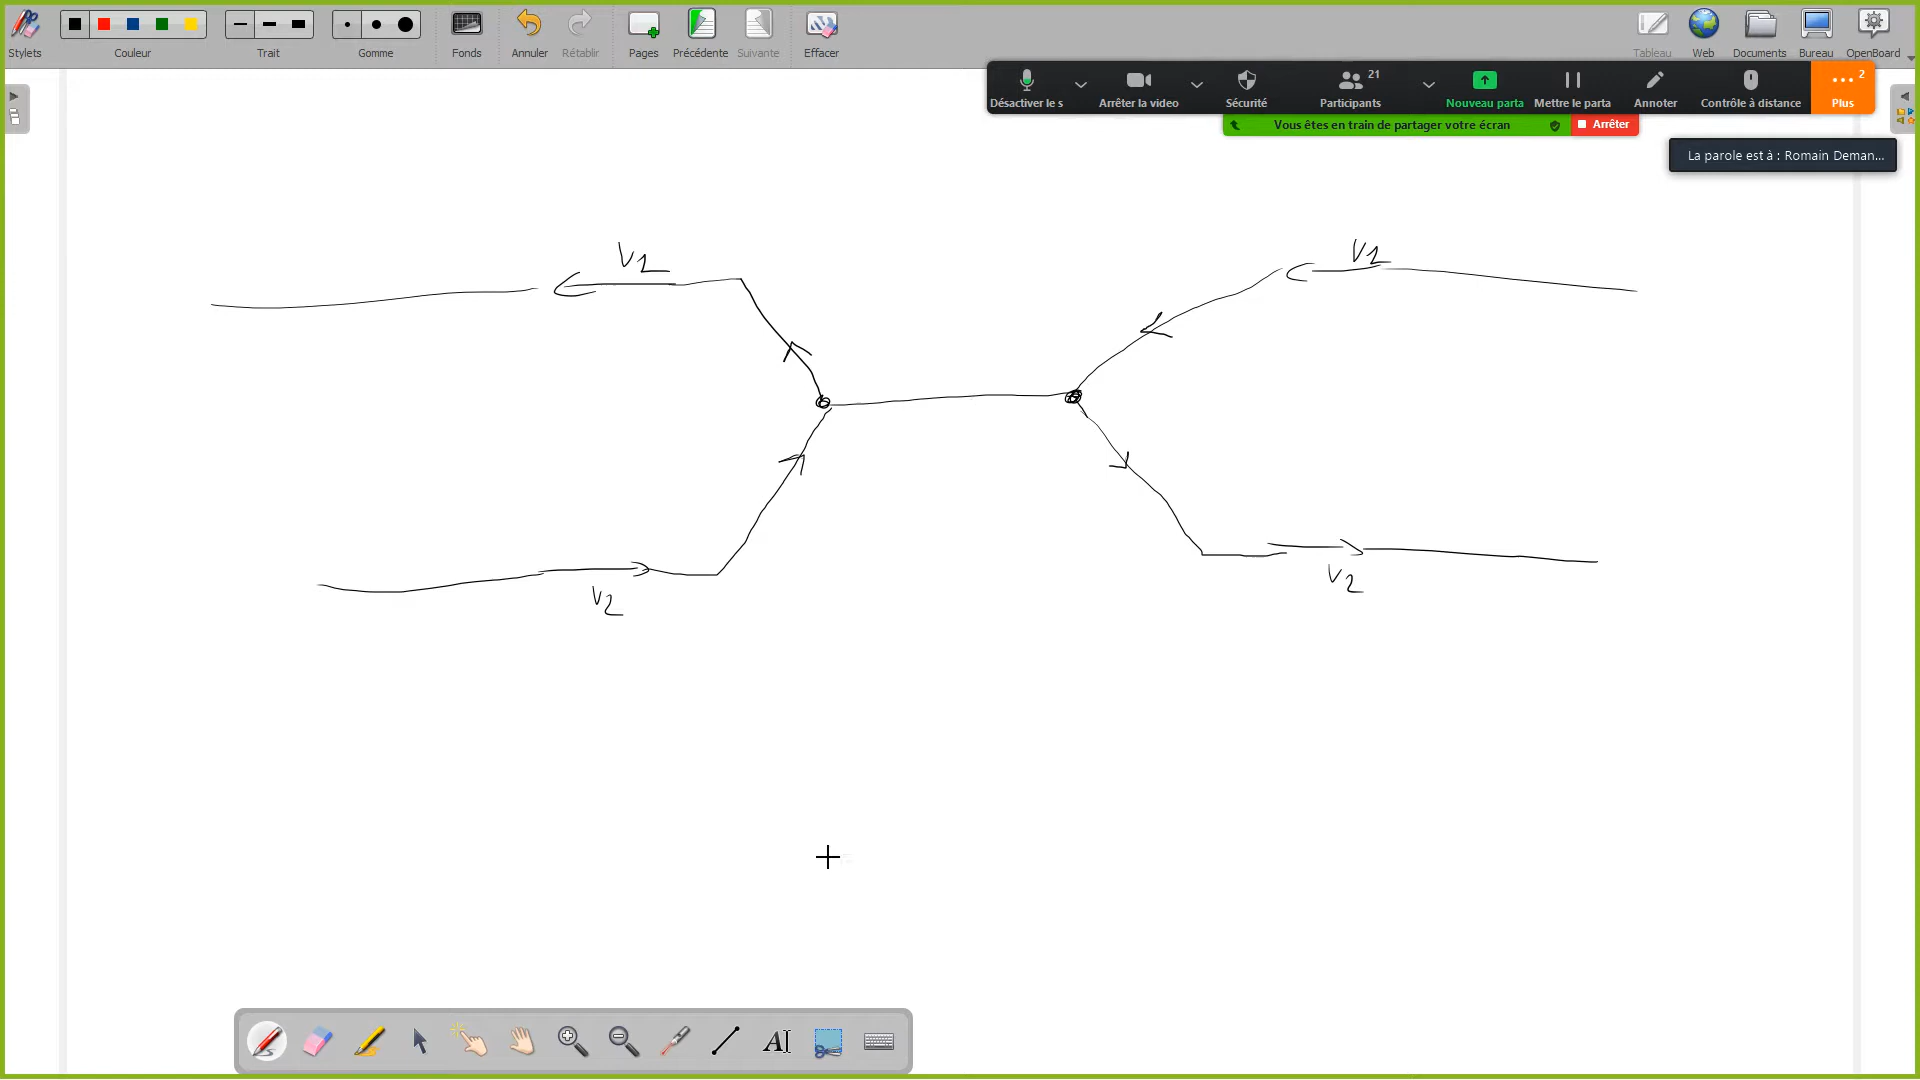 Stylets
Couleur
Trait
Gomme
Fonds
Annuler
Rétablir
Pages
Précédente
Suivante
Effacer
Tableau
Web
Documents
Bureau
OpenBoard
Désactiver le s
Arrêter la video
Sécurité
21
Participants
Nouveau parta
Mettre le parta
Annoter
Contrôle à distance
2
Plus
Vous êtes en train de partager votre écran
Arrêter
La parole est à : Romain Deman...
V1
V1
V2
V2
AI